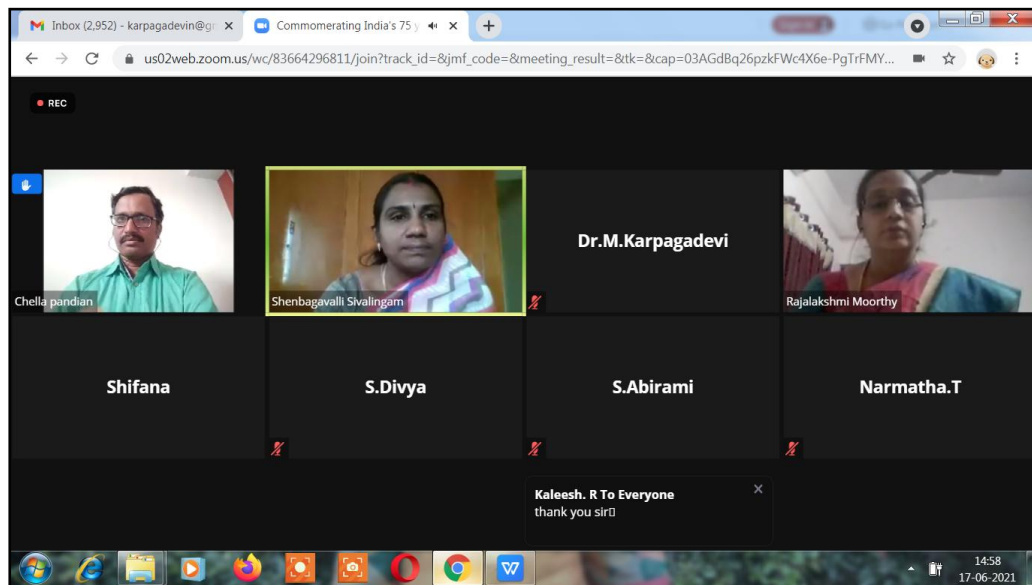 Inbox (2,952) - karpagadevin@g
Commomerating India's 75 y
us02web.zoom.us/wc/83664296811/join?track_id=&jmf_code=&meeting_result=&tk=&cap=03AGdBq26pzkFWc4X6e-PgTrFMY...
REC
Chella pandian
Shenbagavalli Sivalingam
Dr.M.Karpagadevi
Rajalakshmi Moorthy
Shifana
S.Divya
S.Abirami
Narmatha.T
Kaleesh. R To Everyone
thank you sir▯
14:58
17-06-2021